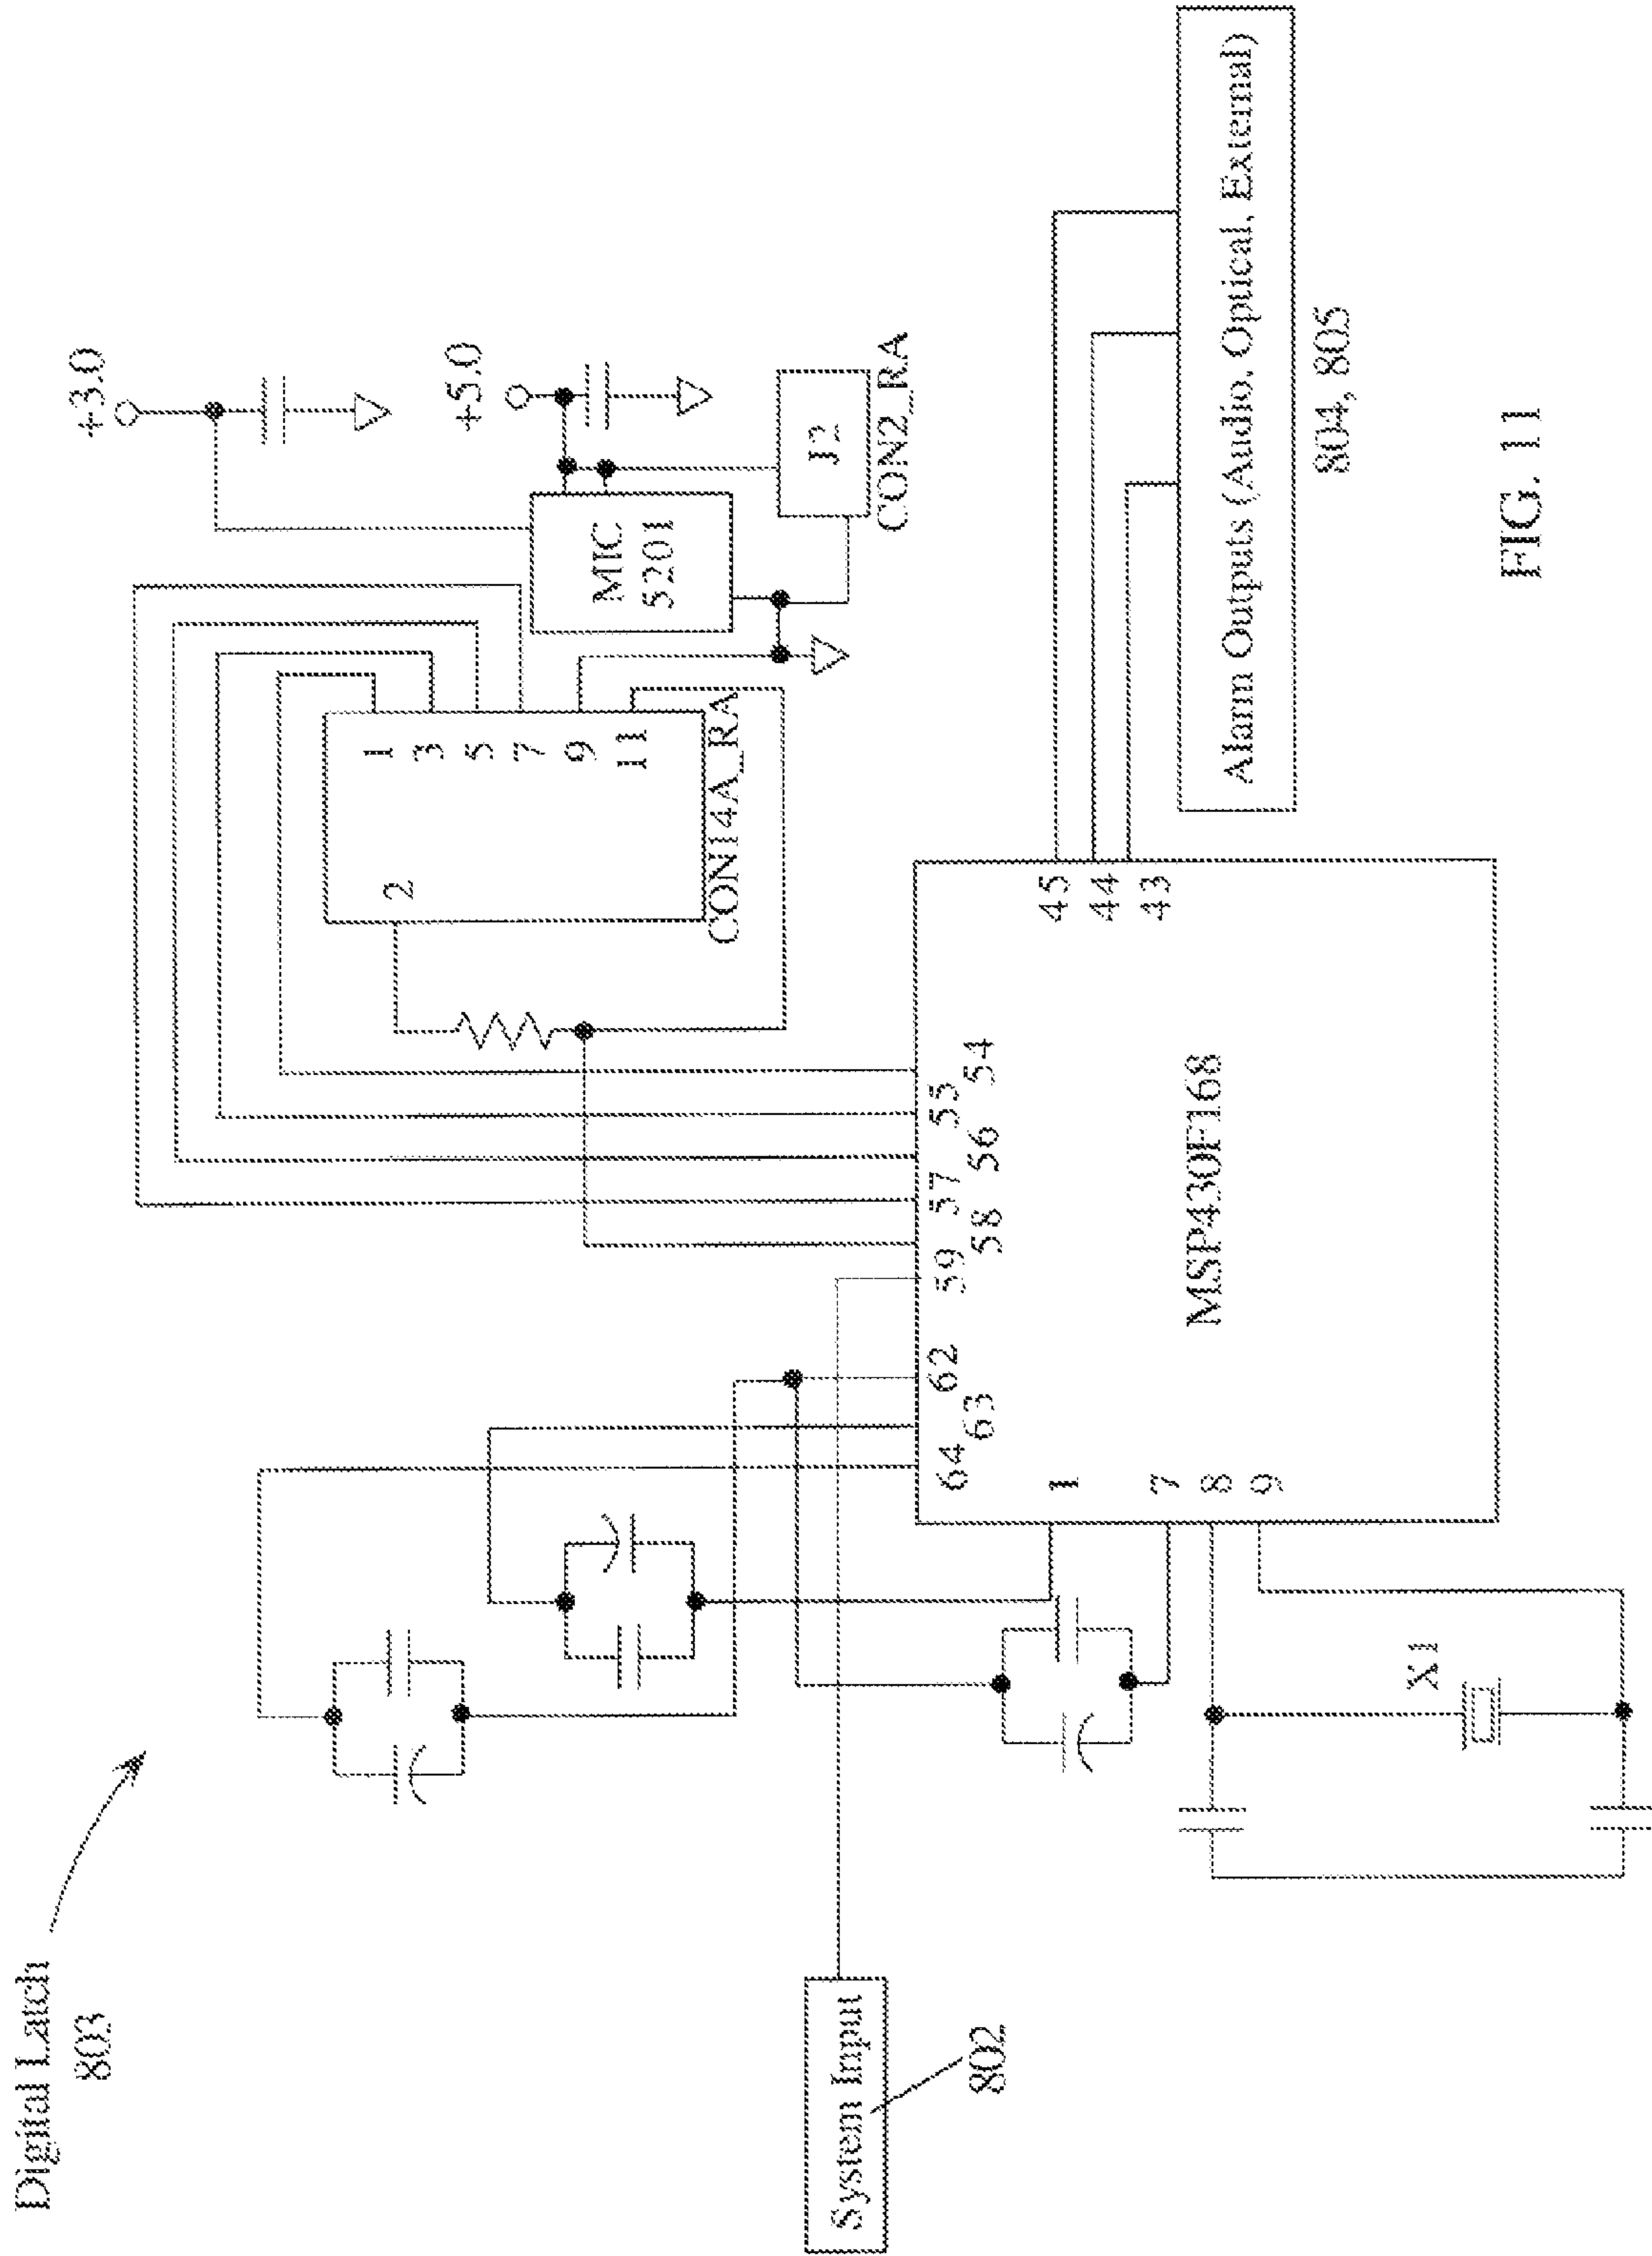 Digital Latch
803
+3.0
+5.0
MIC
5201
J2
CON2_RA
2
1
3
5
7
9
11
CON14A_RA
System Input
802
64
63
62
59
58
57
56
55
54
1
7
8
9
45
44
43
MSP430F168
X1
Alarm Outputs (Audio, Optical, External)
804, 805
FIG. 11